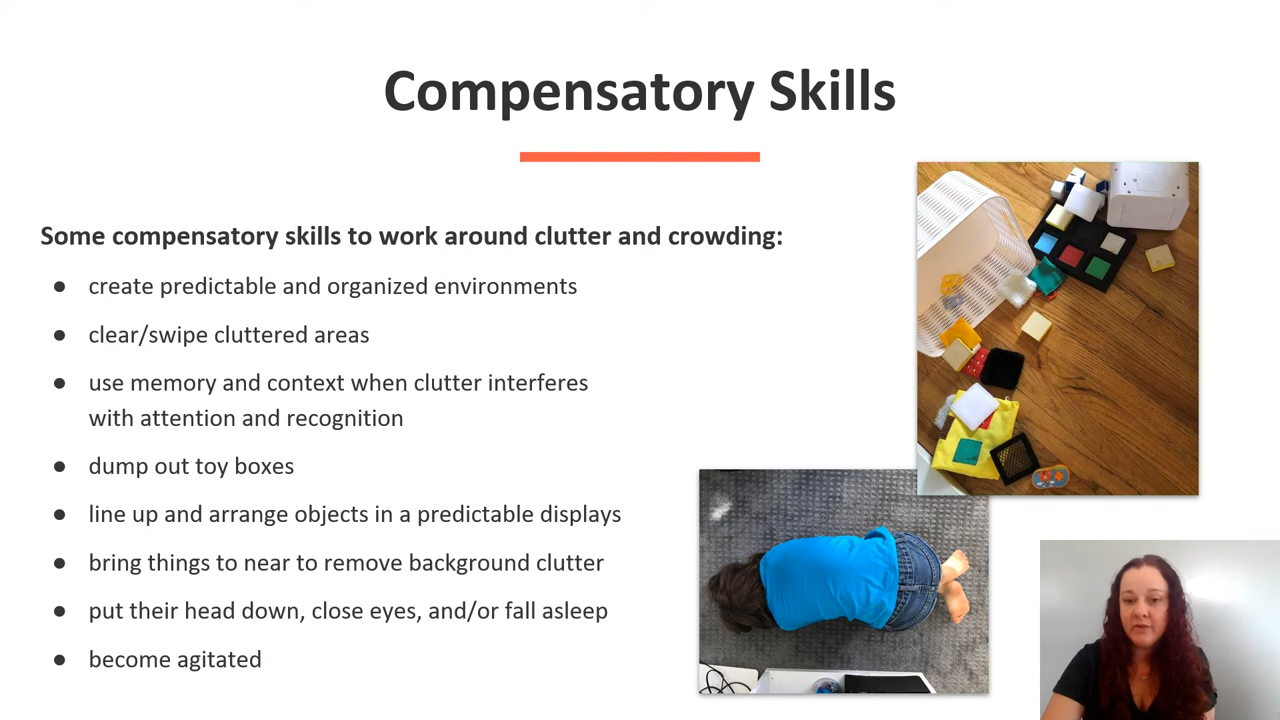 Compensatory Skills
Some compensatory skills to work around clutter and crowding:
● create predictable and organized environments
● clear/swipe cluttered areas
● use memory and context when clutter interferes
with attention and recognition
● dump out toy boxes
● line up and arrange objects in a predictable displays
● bring things to near to remove background clutter
● put their head down, close eyes, and/or fall asleep
● become agitated